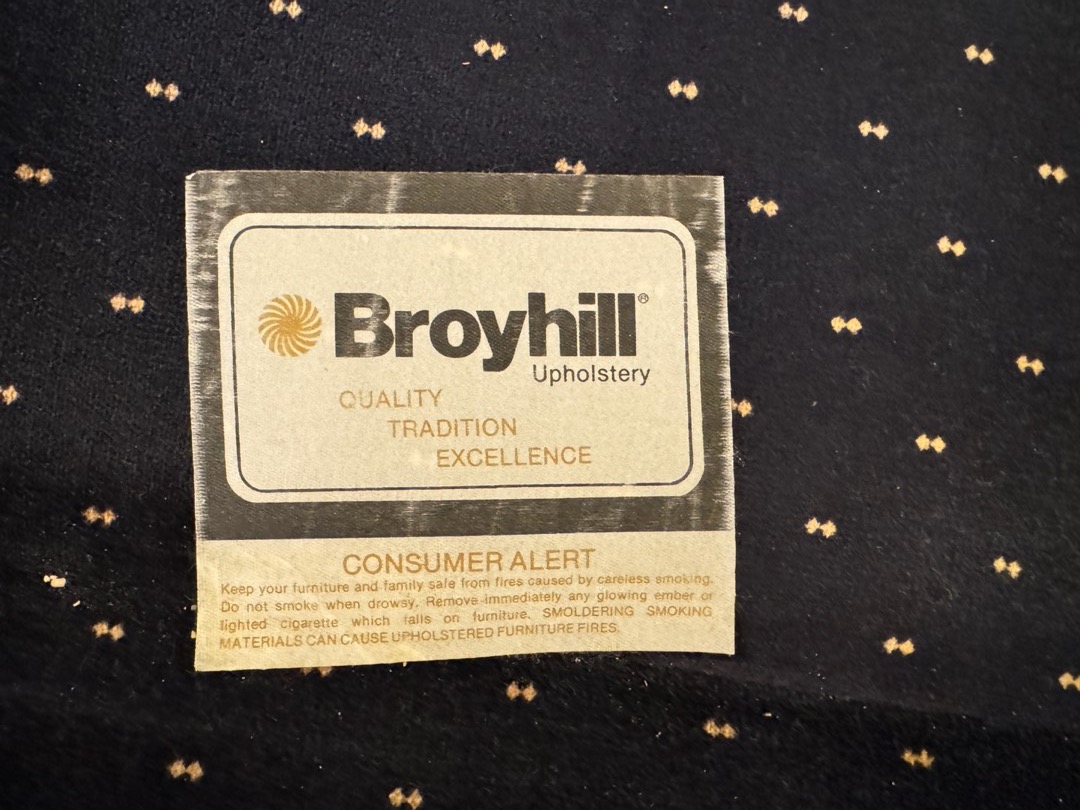 Broyhill®
Upholstery
QUALITY
TRADITION
EXCELLENCE
CONSUMER ALERT
Keep your furniture and family safe from fires caused by careless smoking.
Do not smoke when drowsy. Remove immediately any glowing ember or
lighted cigarette which falls on furniture. SMOLDERING SMOKING
MATERIALS CAN CAUSE UPHOLSTERED FURNITURE FIRES.